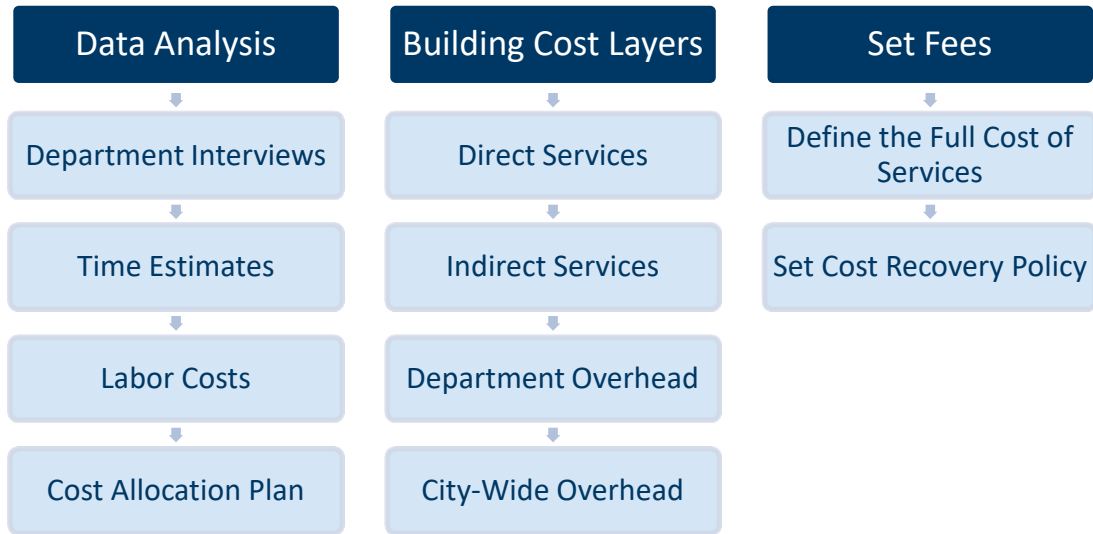 Data Analysis
Department Interviews
Time Estimates
Labor Costs
Cost Allocation Plan
Building Cost Layers
Direct Services
Indirect Services
Department Overhead
City-Wide Overhead
Set Fees
Define the Full Cost of
Services
Set Cost Recovery Policy